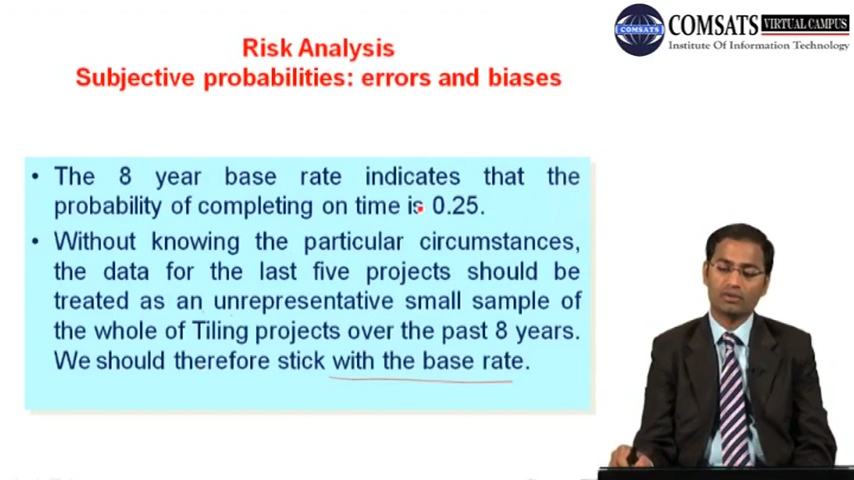 COMSATS VIRTUAL CAMPUS
Institute Of Information Technology
COMSATS
Risk Analysis
Subjective probabilities: errors and biases
• The 8 year base rate indicates that the
probability of completing on time is 0.25.
• Without knowing the particular circumstances,
the data for the last five projects should be
treated as an unrepresentative small sample of
the whole of Tiling projects over the past 8 years.
We should therefore stick with the base rate.